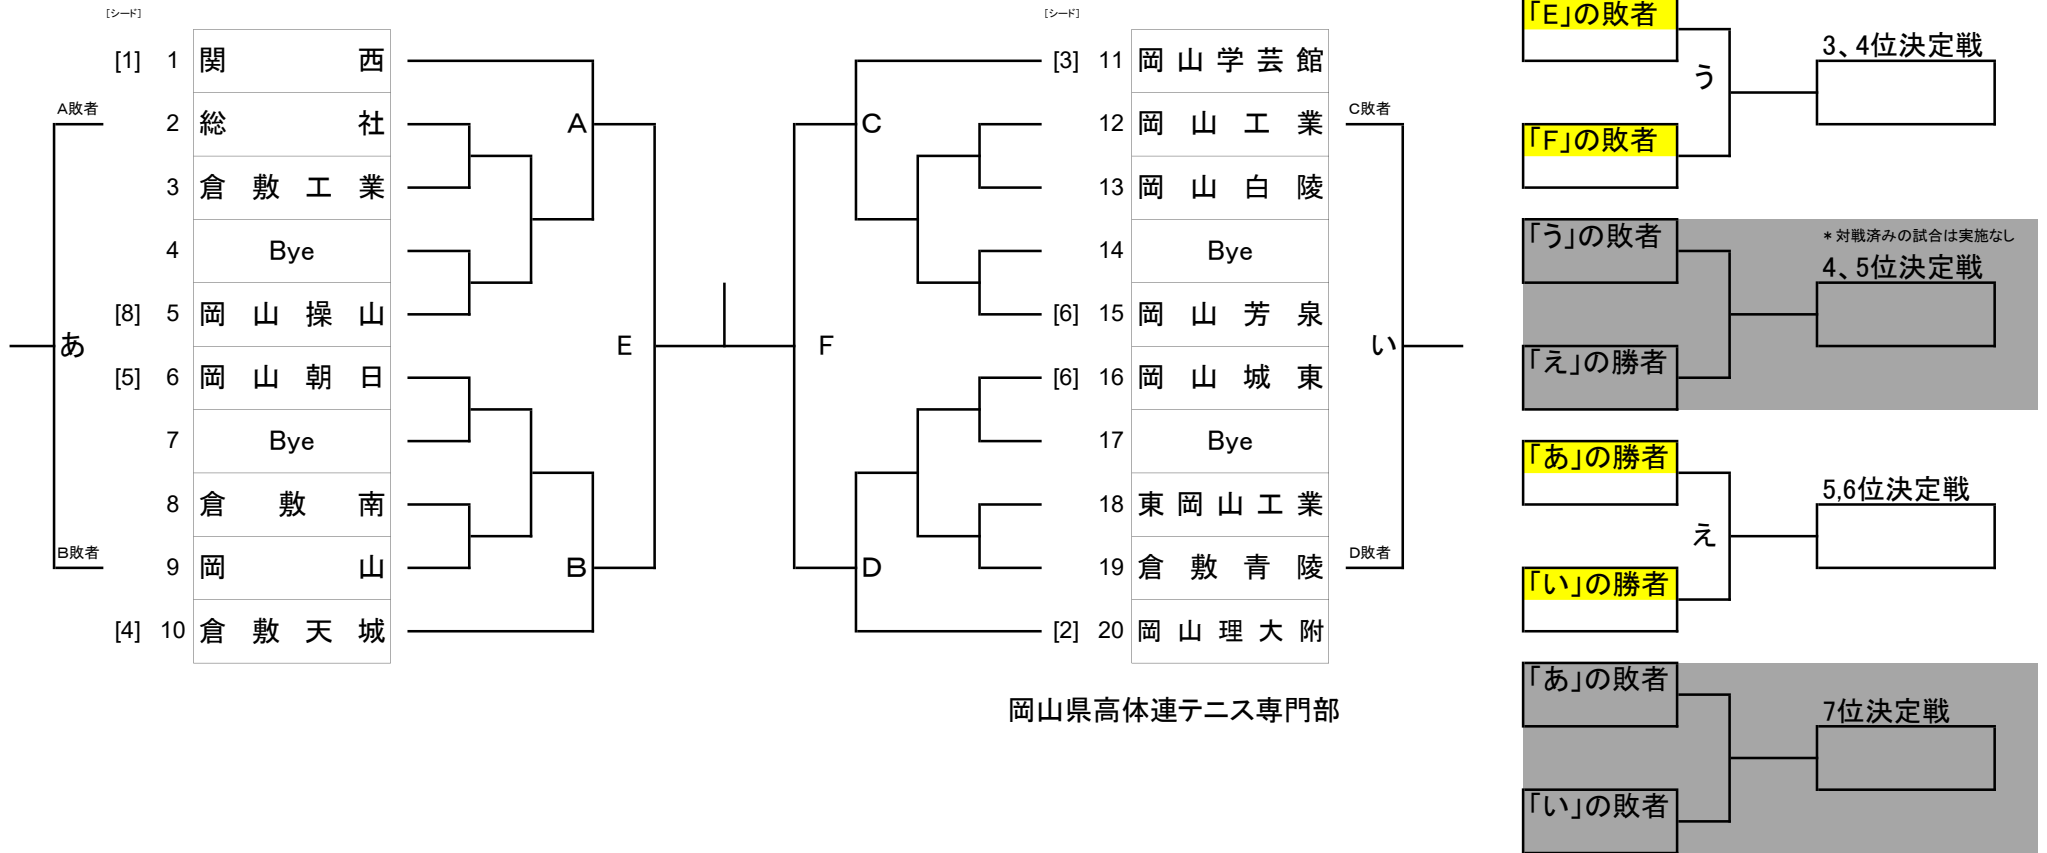 [シード]
[1] 1 関西
A敗者
2 総社
A
3 倉敷工業
4 Bye
[8] 5 岡山操山
あ
E
[5] 6 岡山朝日
7 Bye
8 倉敷南
B敗者
9 岡山
B
[4] 10 倉敷天城
[シード]
[3] 11 岡山学芸館
C
12 岡山工業
C敗者
13 岡山白陵
14 Bye
[6] 15 岡山芳泉
F
い
[6] 16 岡山城東
17 Bye
18 東岡山工業
D
19 倉敷青陵
D敗者
[2] 20 岡山理大附
岡山県高体連テニス専門部
「E」の敗者
3、4位決定戦
う
「F」の敗者
「う」の敗者
*対戦済みの試合は実施なし
4、5位決定戦
「え」の勝者
「あ」の勝者
5,6位決定戦
え
「い」の勝者
「あ」の敗者
7位決定戦
「い」の敗者